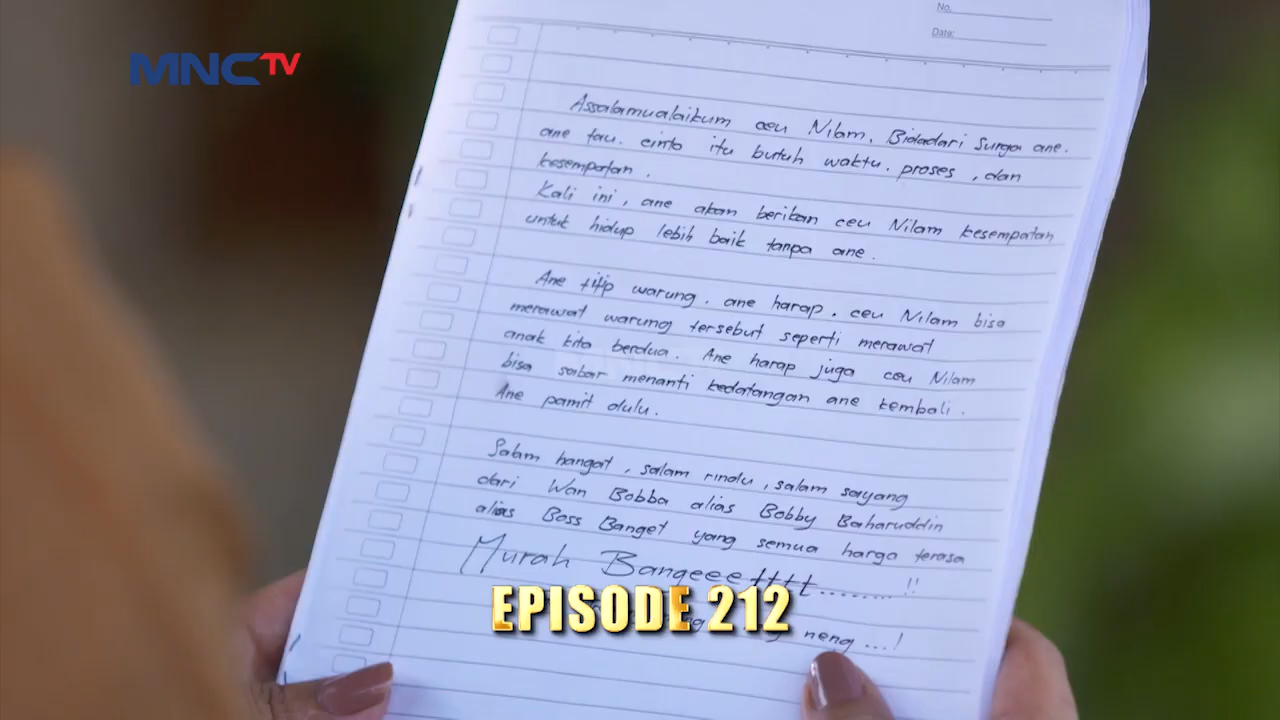 MNCTV
No.
Date:
Assalamualaikum ceu Nilam. Bidadari Surga ane.
ane tau. cinta itu butuh waktu. proses, dan
kesempatan.
Kali ini, ane akan berikan ceu Nilam kesempatan
untuk hidup lebih baik tanpa ane.
Ane titip warung. ane harap. ceu Nilam bisa
merawat warung tersebut seperti merawat
anak kita berdua. Ane harap juga ceu Nilam
bisa sabar menanti kedatangan ane kembali.
Ane pamit dulu.
Salam hangat, salam rindu, salam sayang
dari Wan Bobba alias Bobby Baharuddin
alias Boss Banget yang semua harga terasa
Murah Bangeeetttt........!!
neng...!
EPISODE 212